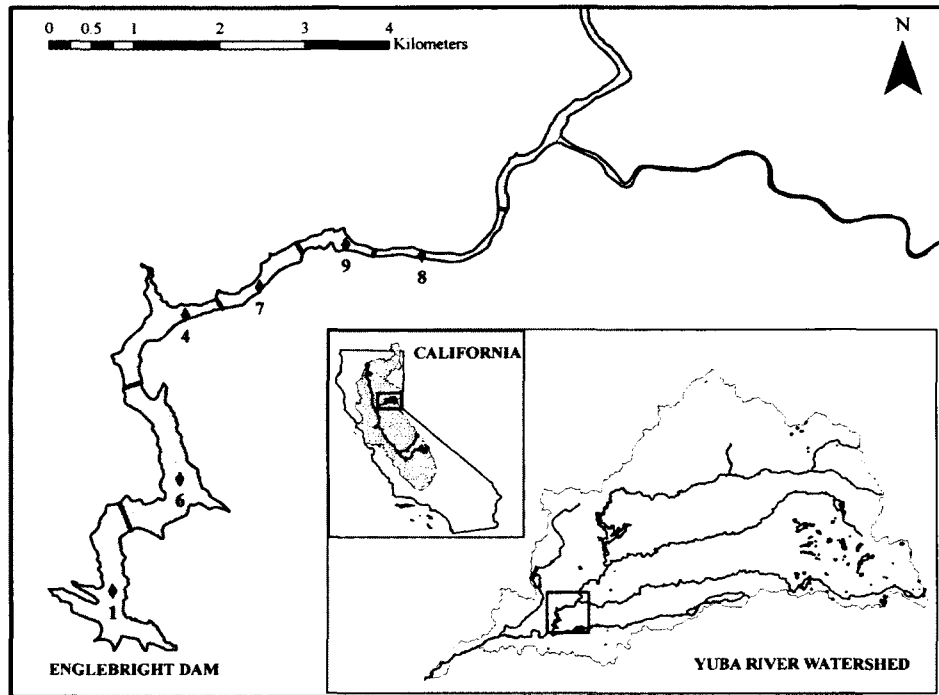 0 0.5 1 2 3 4
Kilometers
N
9
8
7
4
6
1
CALIFORNIA
ENGLEBRIGHT DAM
YUBA RIVER WATERSHED